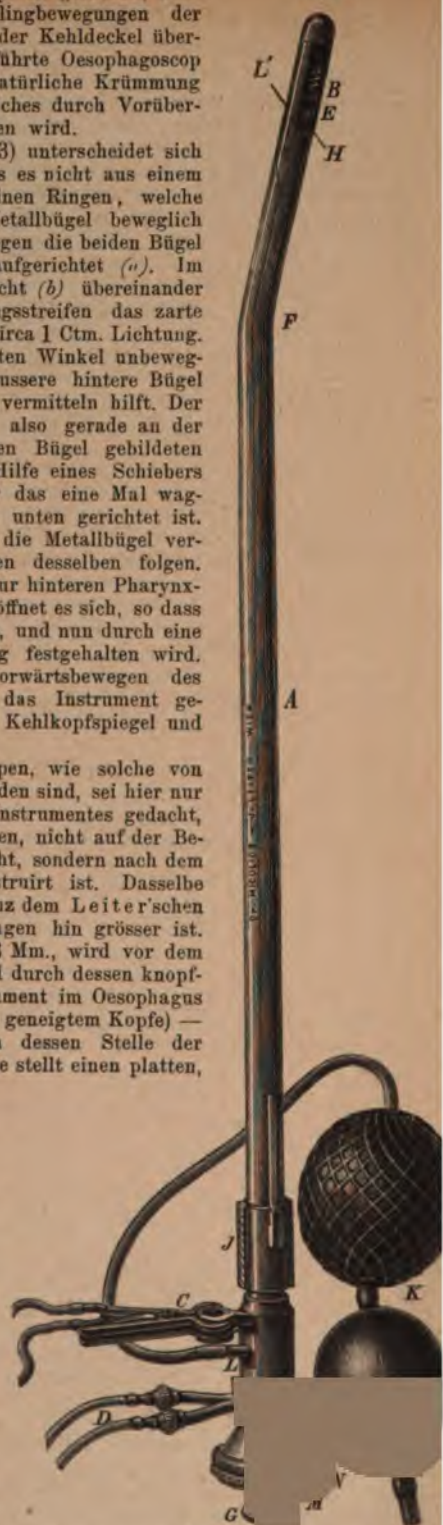 lingbewegungen der
der Kehldeckel über-
ührte Oesophagoscop
atürliche Krümmung
ches durch Vorüber-
en wird.
3) unterscheidet sich
s es nicht aus einem
nen Ringen, welche
etallbügel beweglich
gen die beiden Bügel
ufgerichtet (a). Im
cht (b) übereinander
gsstreifen das zarte
irca 1 Ctm. Lichtung.
ten Winkel unbeweg-
ussere hintere Bügel
vermitteln hilft. Der
also gerade an der
en Bügel gebildeten
Hilfe eines Schiebers
das eine Mal wag-
unten gerichtet ist.
die Metallbügel ver-
en desselben folgen.
ur hinteren Pharynx-
öffnet es sich, so dass
, und nun durch eine
g festgehalten wird.
orwärtsbewegen des
das Instrument ge-
Kehlkopfspiegel und
pen, wie solche von
den sind, sei hier nur
nstrumentes gedacht,
en, nicht auf der Be-
ht, sondern nach dem
truirt ist. Dasselbe
nz dem Leiter'schen
gen hin grösser ist.
Mm., wird vor dem
d durch dessen knopf-
ment im Oesophagus
geneigtem Kopfe) —
dessen Stelle der
e stellt einen platten,
L'
B
E
H
F
A
J
C
K
L
D
V
M
G